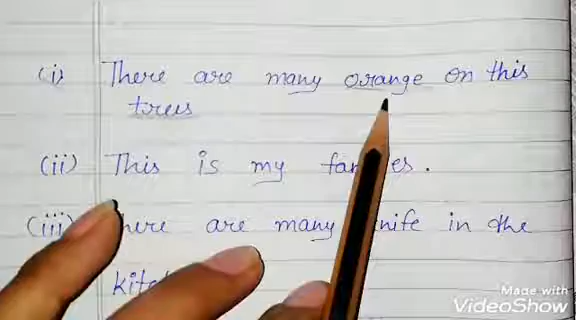 (i) There are many orange on this
trees
(ii) This is my
(iii) are many in the
Made with
VideoShow